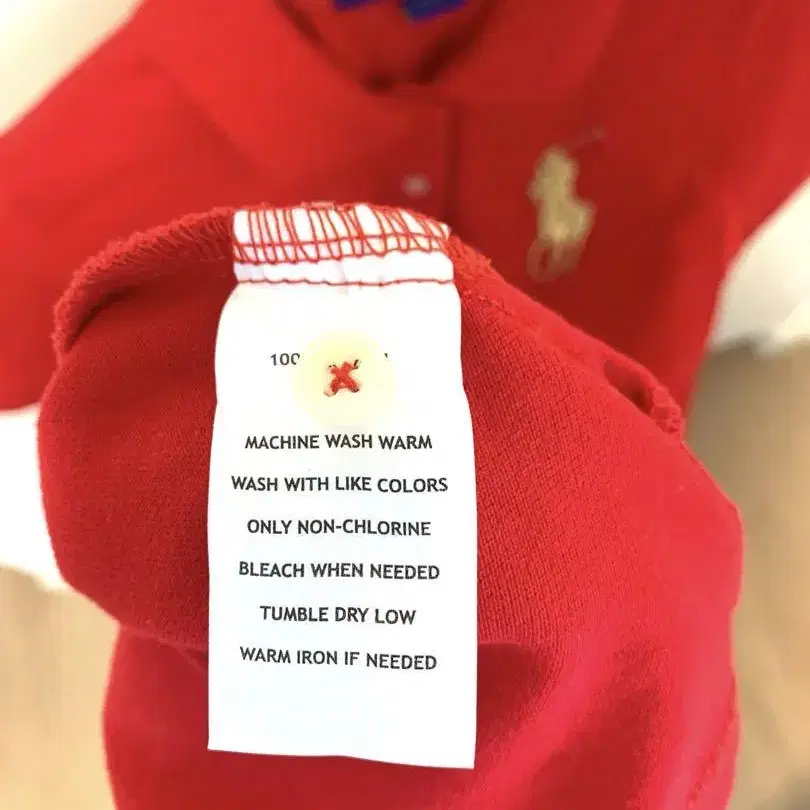 100
MACHINE WASH WARM
WASH WITH LIKE COLORS
ONLY NON-CHLORINE
BLEACH WHEN NEEDED
TUMBLE DRY LOW
WARM IRON IF NEEDED